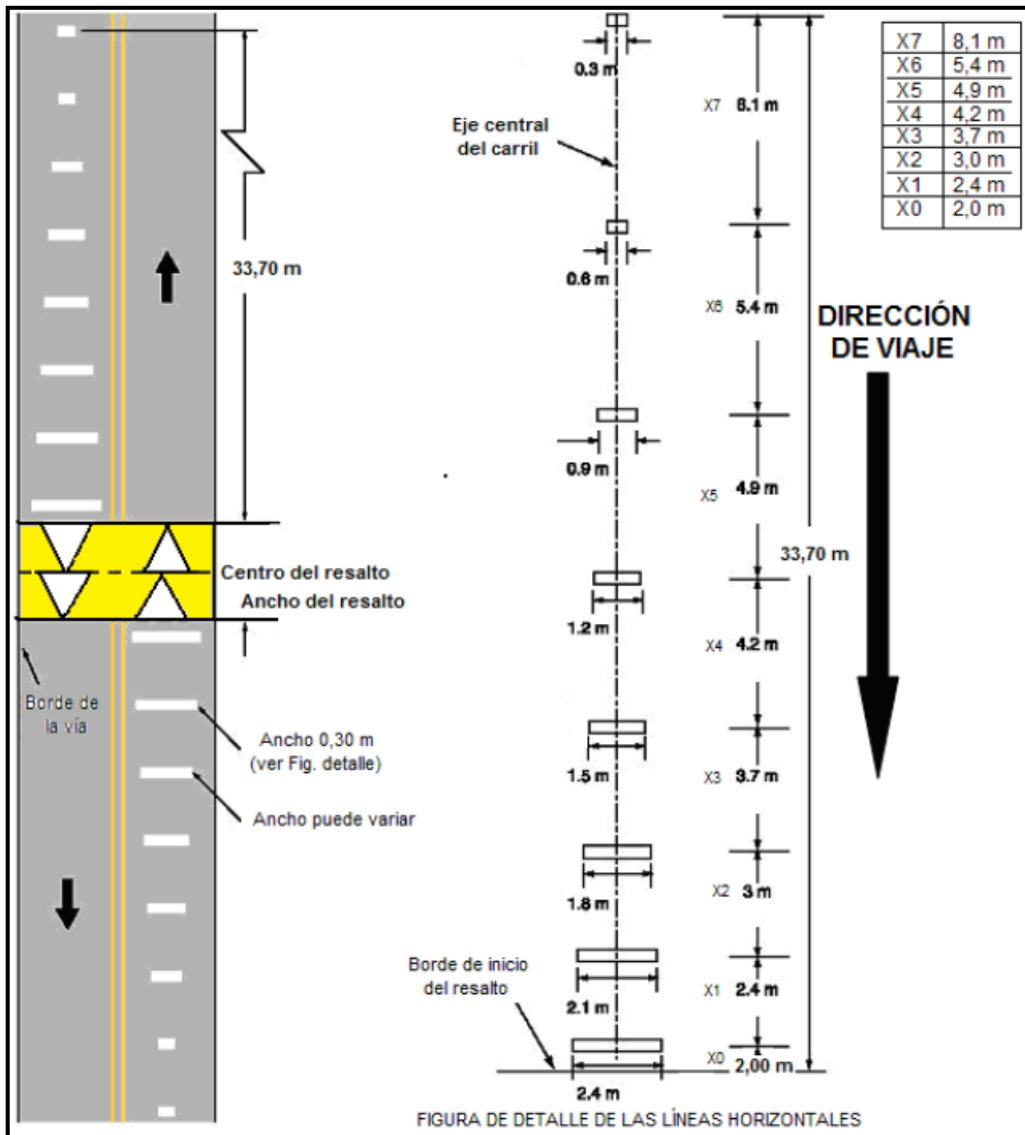 33,70 m
Centro del resalto
Ancho del resalto
Borde de
la vía
Ancho 0,30 m
(ver Fig. detalle)
Ancho puede variar
0.3 m
Eje central
del carril
0.6 m
0.9 m
1.2 m
1.5 m
1.8 m
2.1 m
2.4 m
Borde de inicio
del resalto
X7 8.1 m
X6 5.4 m
X5 4.9 m
X4 4.2 m
X3 3.7 m
X2 3 m
X1 2.4 m
X0 2,00 m
33,70 m
X7 8,1 m
X6 5,4 m
X5 4,9 m
X4 4,2 m
X3 3,7 m
X2 3,0 m
X1 2,4 m
X0 2,0 m
DIRECCIÓN
DE VIAJE
FIGURA DE DETALLE DE LAS LÍNEAS HORIZONTALES